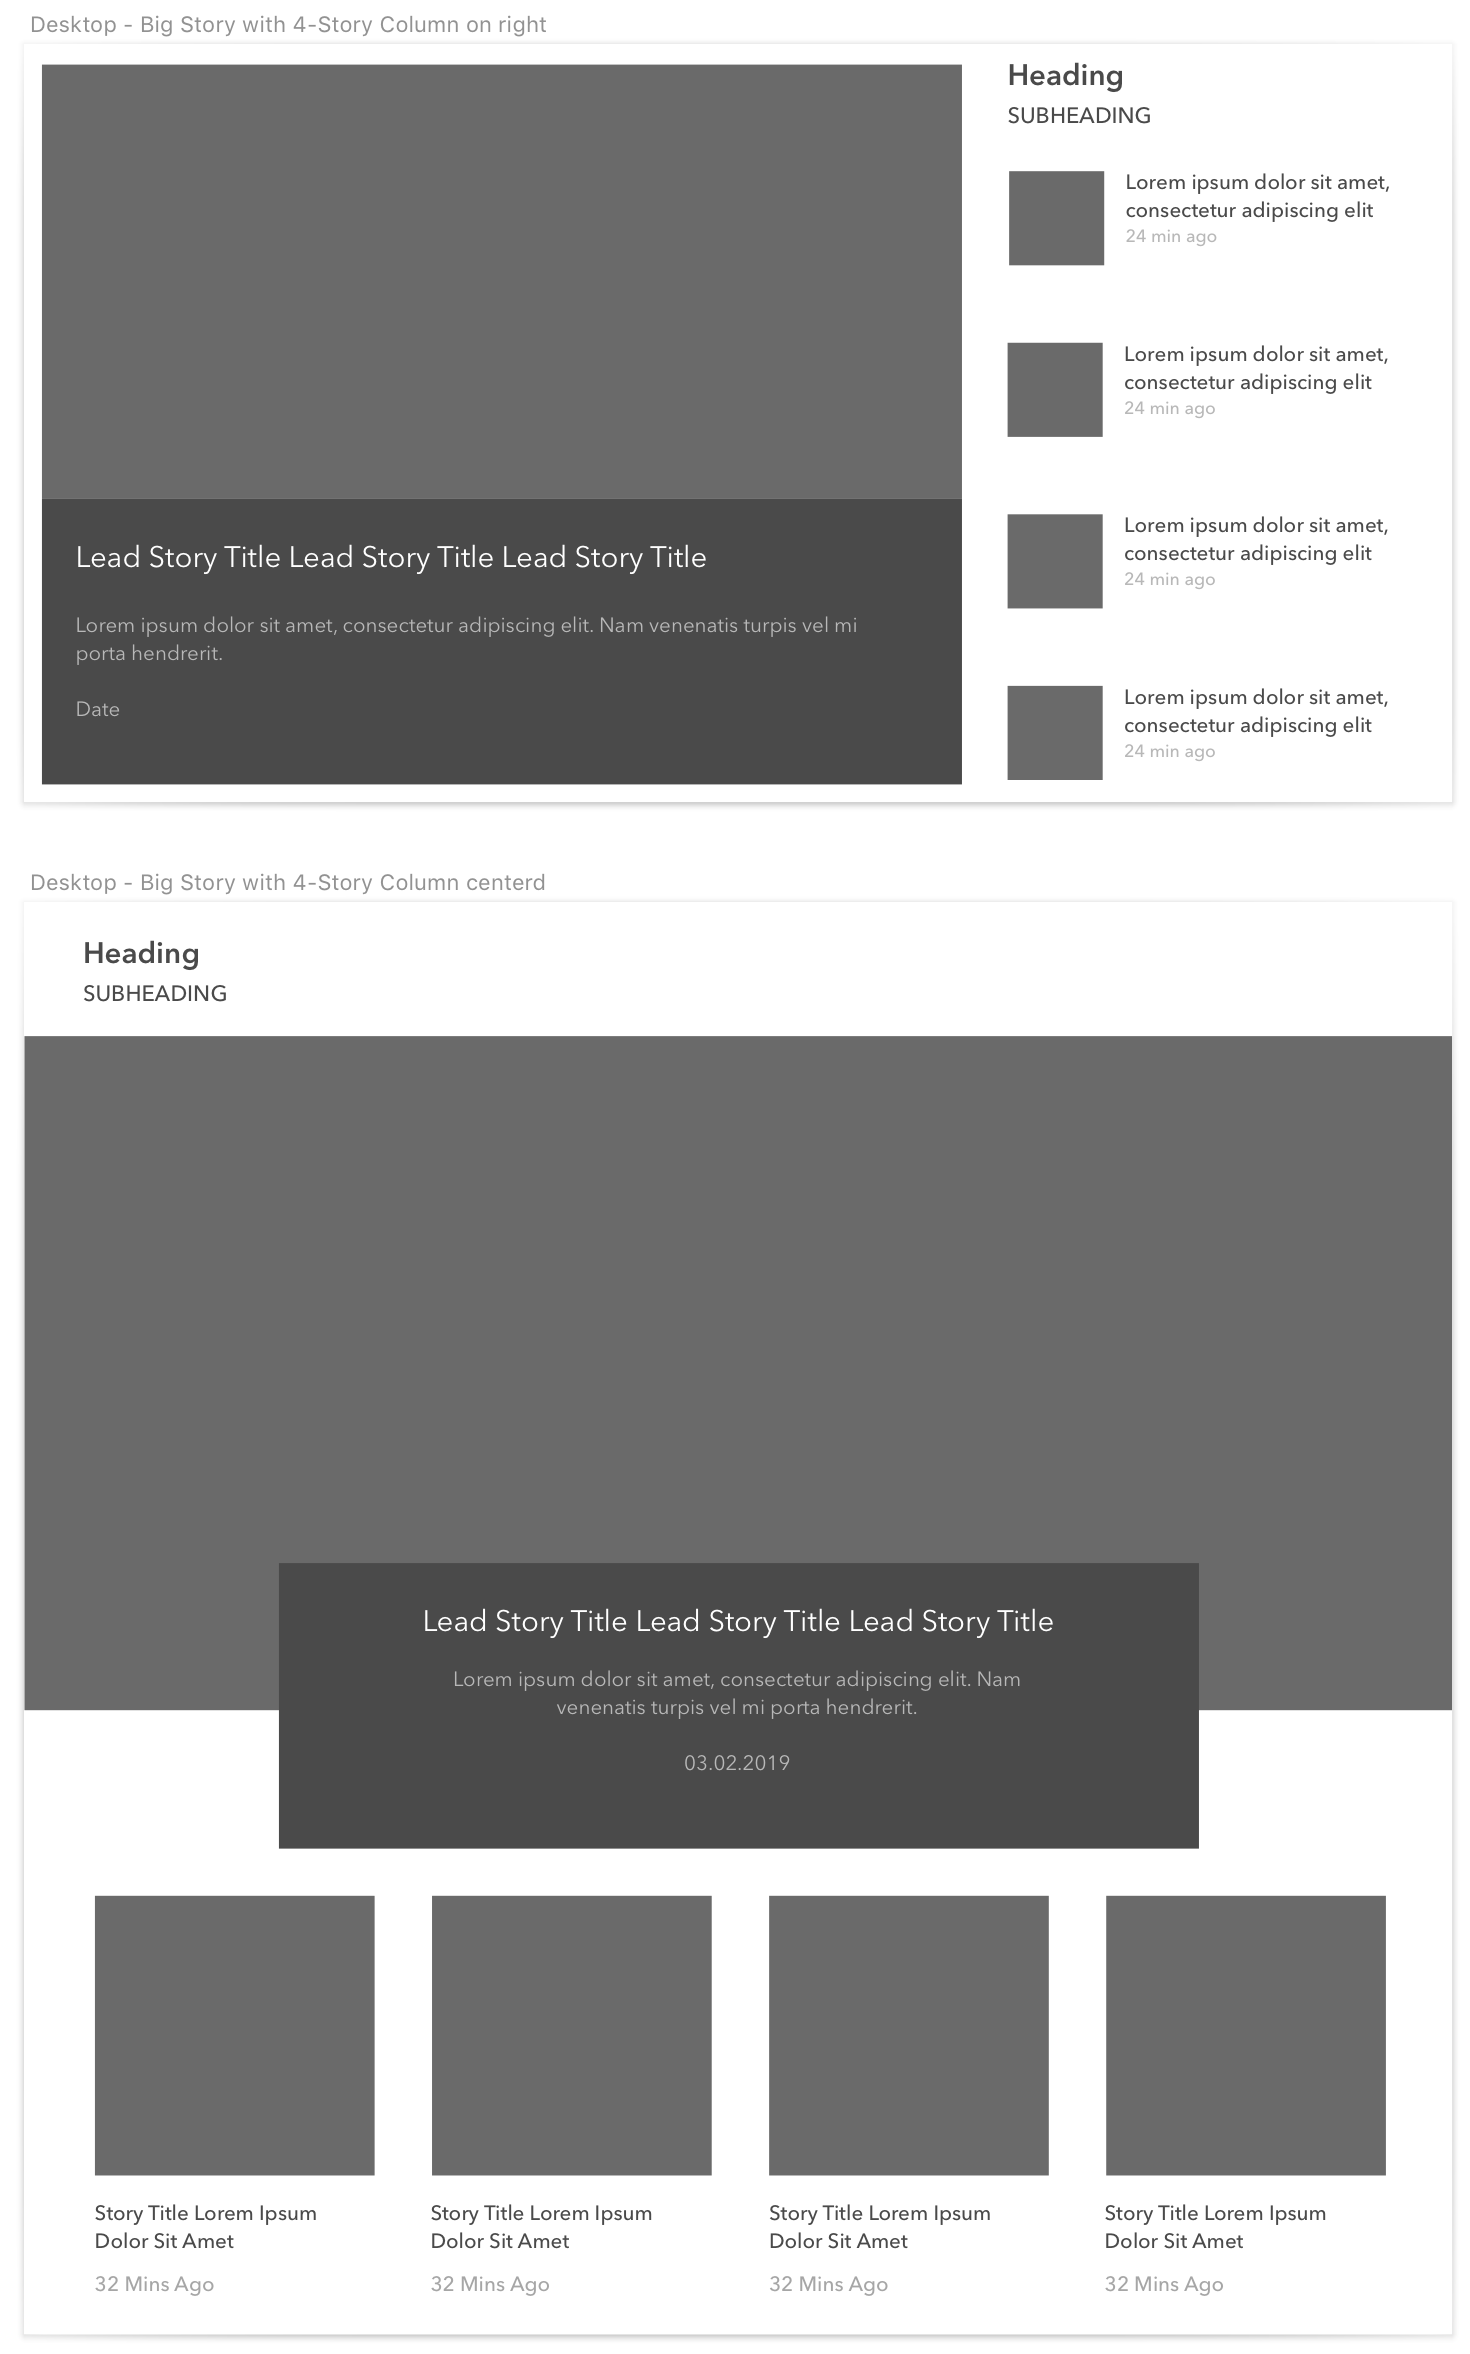 Desktop - Big Story with 4-Story Column on right
Lead Story Title Lead Story Title Lead Story Title
Lorem ipsum dolor sit amet, consectetur adipiscing elit. Nam venenatis turpis vel mi
porta hendrerit.
Date
Heading
SUBHEADING
Lorem ipsum dolor sit amet,
consectetur adipiscing elit
24 min ago
Lorem ipsum dolor sit amet,
consectetur adipiscing elit
24 min ago
Lorem ipsum dolor sit amet,
consectetur adipiscing elit
24 min ago
Lorem ipsum dolor sit amet,
consectetur adipiscing elit
24 min ago
Desktop - Big Story with 4-Story Column centerd
Heading
SUBHEADING
Lead Story Title Lead Story Title Lead Story Title
Lorem ipsum dolor sit amet, consectetur adipiscing elit. Nam
venenatis turpis vel mi porta hendrerit.
03.02.2019
Story Title Lorem Ipsum
Dolor Sit Amet
32 Mins Ago
Story Title Lorem Ipsum
Dolor Sit Amet
32 Mins Ago
Story Title Lorem Ipsum
Dolor Sit Amet
32 Mins Ago
Story Title Lorem Ipsum
Dolor Sit Amet
32 Mins Ago